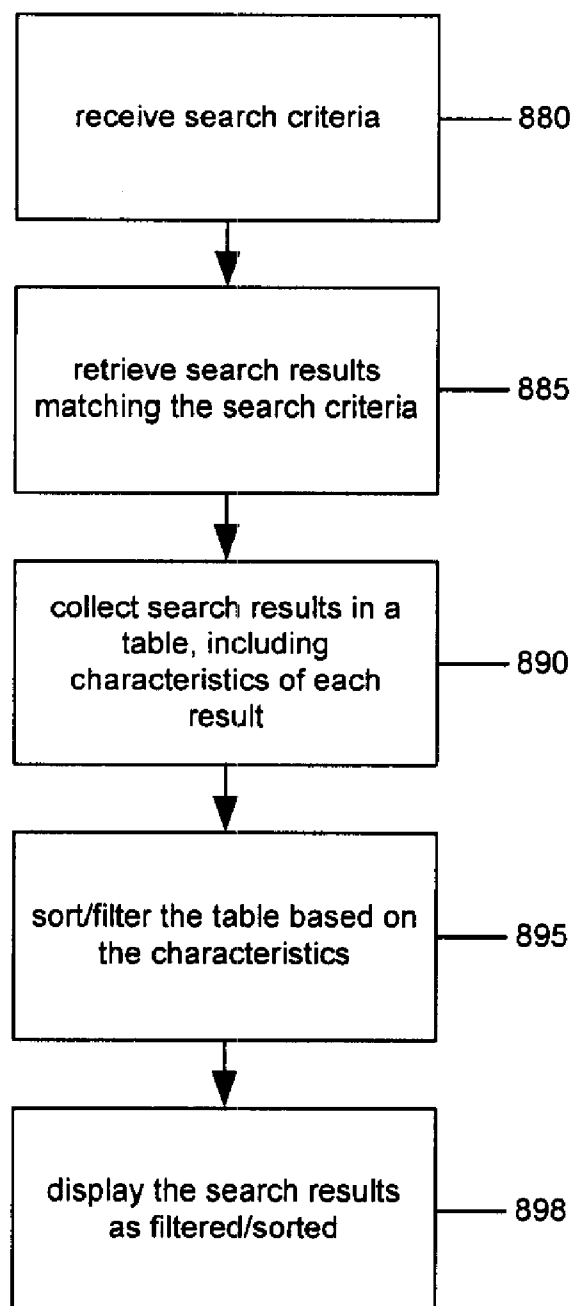 receive search criteria
880
retrieve search results
matching the search criteria
885
collect search results in a
table, including
characteristics of each
result
890
sort/filter the table based on
the characteristics
895
display the search results
as filtered/sorted
898